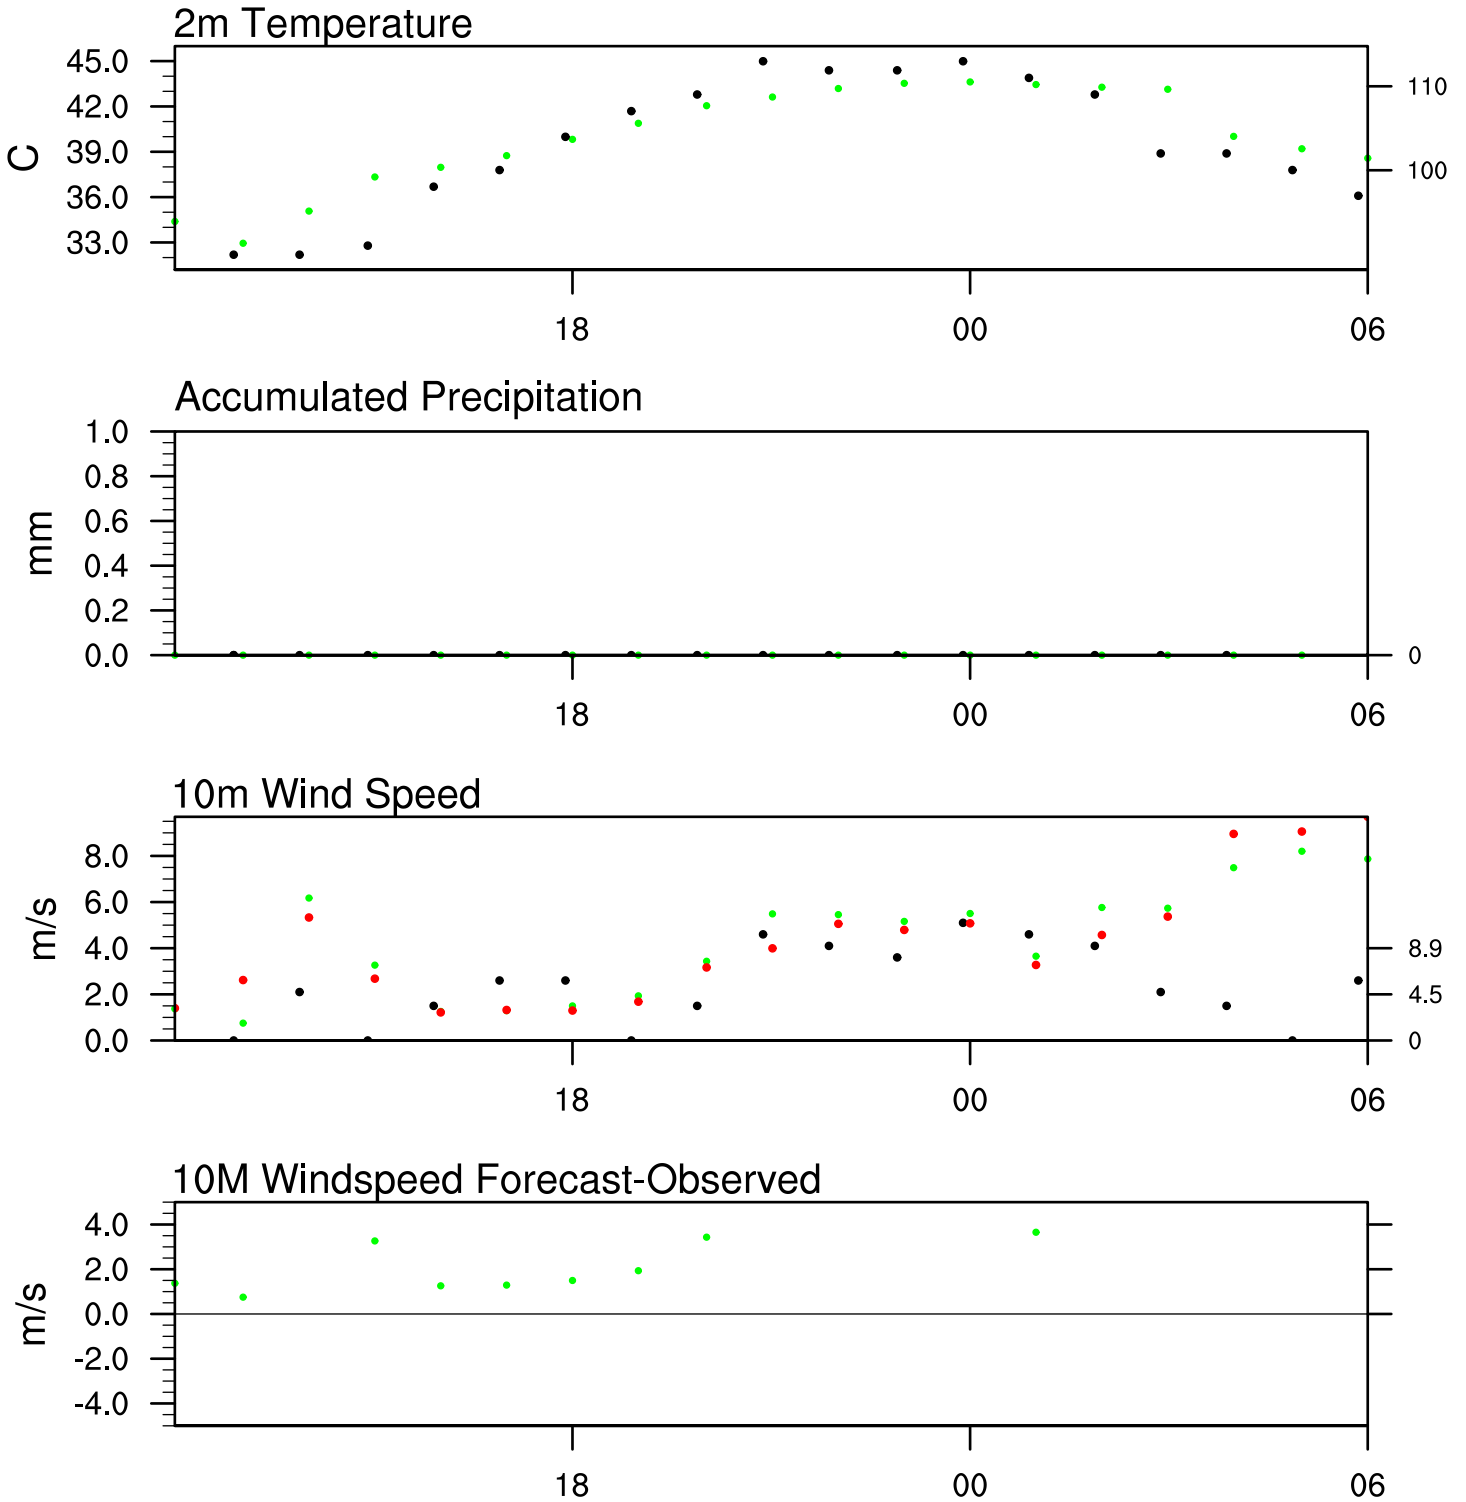 2m Temperature
45.0
42.0
39.0
36.0
33.0
C
110
100
18 00 06
Accumulated Precipitation
1.0
0.8
0.6
0.4
0.2
0.0
mm
0
18 00 06
10m Wind Speed
8.0
6.0
4.0
2.0
0.0
m/s
8.9
4.5
0
18 00 06
10M Windspeed Forecast-Observed
4.0
2.0
0.0
-2.0
-4.0
m/s
18 00 06